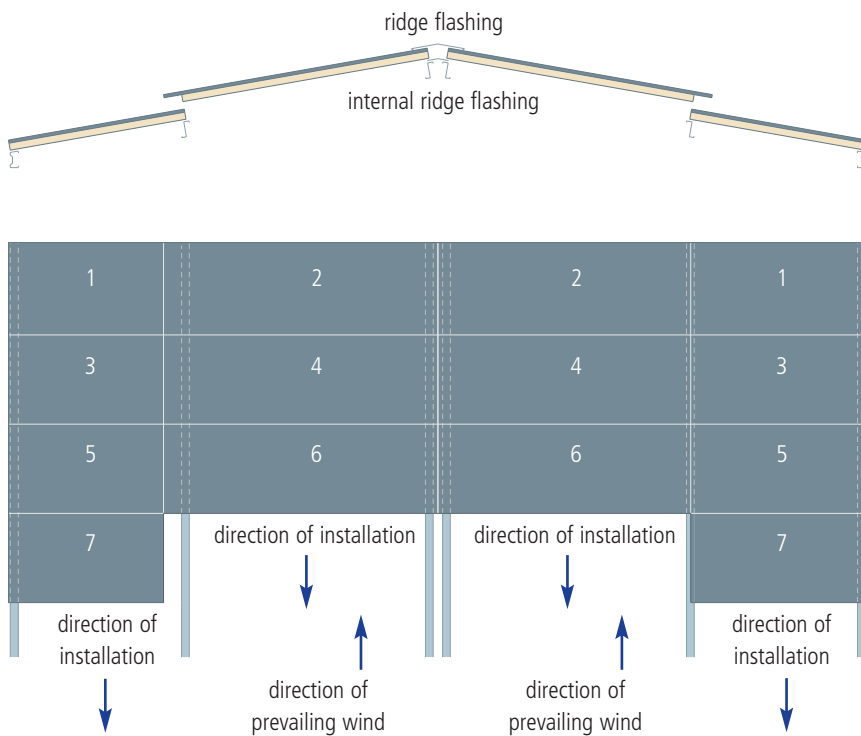 ridge flashing
internal ridge flashing
1 2 2 1
3 4 4 3
5 6 6 5
7 7
direction of installation
direction of installation
direction of
installation
direction of
prevailing wind
direction of
prevailing wind
direction of
installation